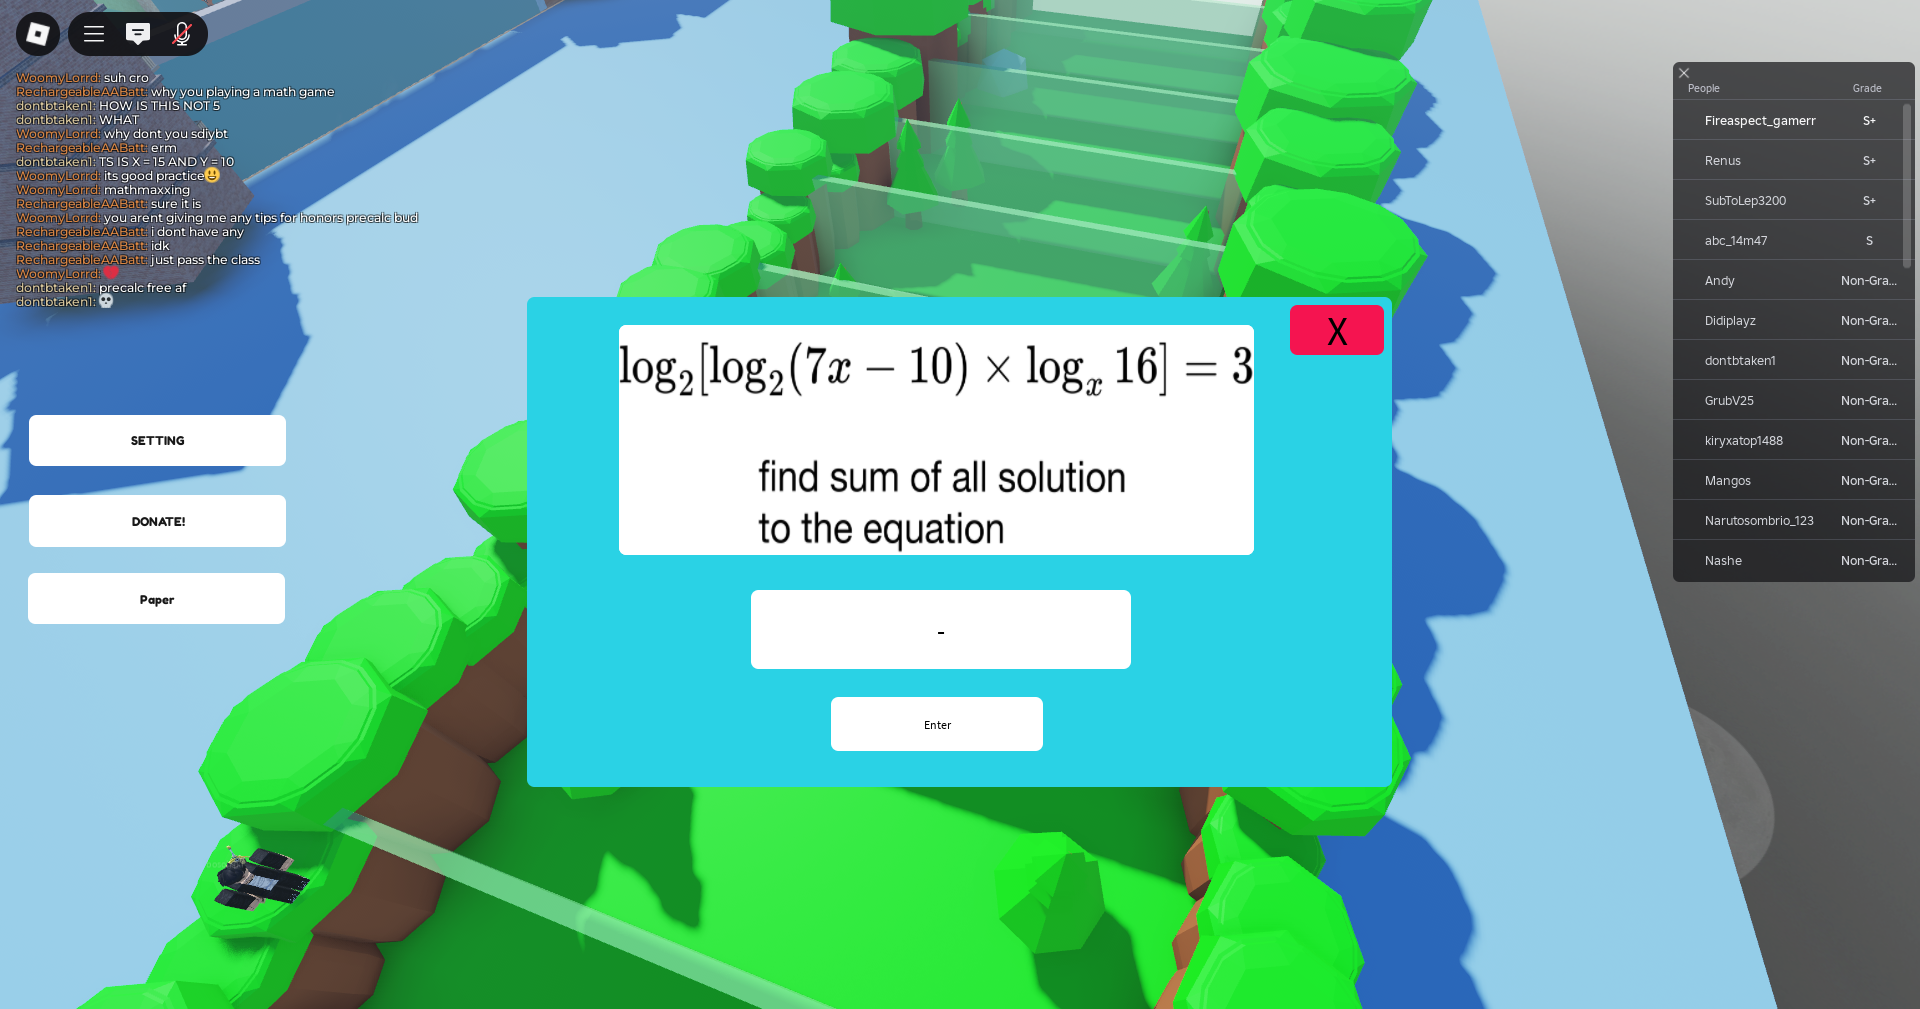 WoomyLorrd: suh cro
RechargeableAABatt: why you playing a math game
dontbtaken1: HOW IS THIS NOT 5
dontbtaken1: WHAT
WoomyLorrd: why dont you sdiybt
RechargeableAABatt: erm
dontbtaken1: TS IS X = 15 AND Y = 10
WoomyLorrd: its good practice😃
WoomyLorrd: mathmaxxing
RechargeableAABatt: sure it is
WoomyLorrd: you arent giving me any tips for honors precalc bud
RechargeableAABatt: i dont have any
RechargeableAABatt: idk
RechargeableAABatt: just pass the class
WoomyLorrd: ❤️
dontbtaken1: precalc free af
dontbtaken1: 💀
SETTING
DONATE!
Paper
X
log₂[log₂(7x − 10) × logₓ 16] = 3
find sum of all solution
to the equation
-
Enter
People Grade
Fireaspect_gamerr S+
Renus S+
SubToLep3200 S+
abc_14m47 S
Andy Non-Gra...
Didiplayz Non-Gra...
dontbtaken1 Non-Gra...
GrubV25 Non-Gra...
kiryxatop1488 Non-Gra...
Mangos Non-Gra...
Narutosombrio_123 Non-Gra...
Nashe Non-Gra...